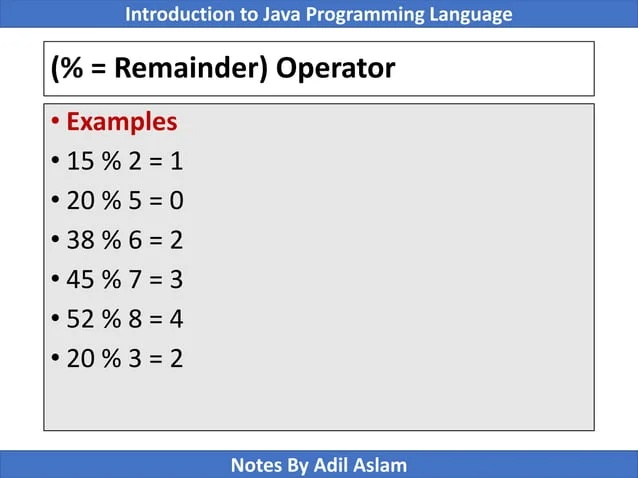 Introduction to Java Programming Language
(% = Remainder) Operator
• Examples
• 15 % 2 = 1
• 20 % 5 = 0
• 38 % 6 = 2
• 45 % 7 = 3
• 52 % 8 = 4
• 20 % 3 = 2
Notes By Adil Aslam